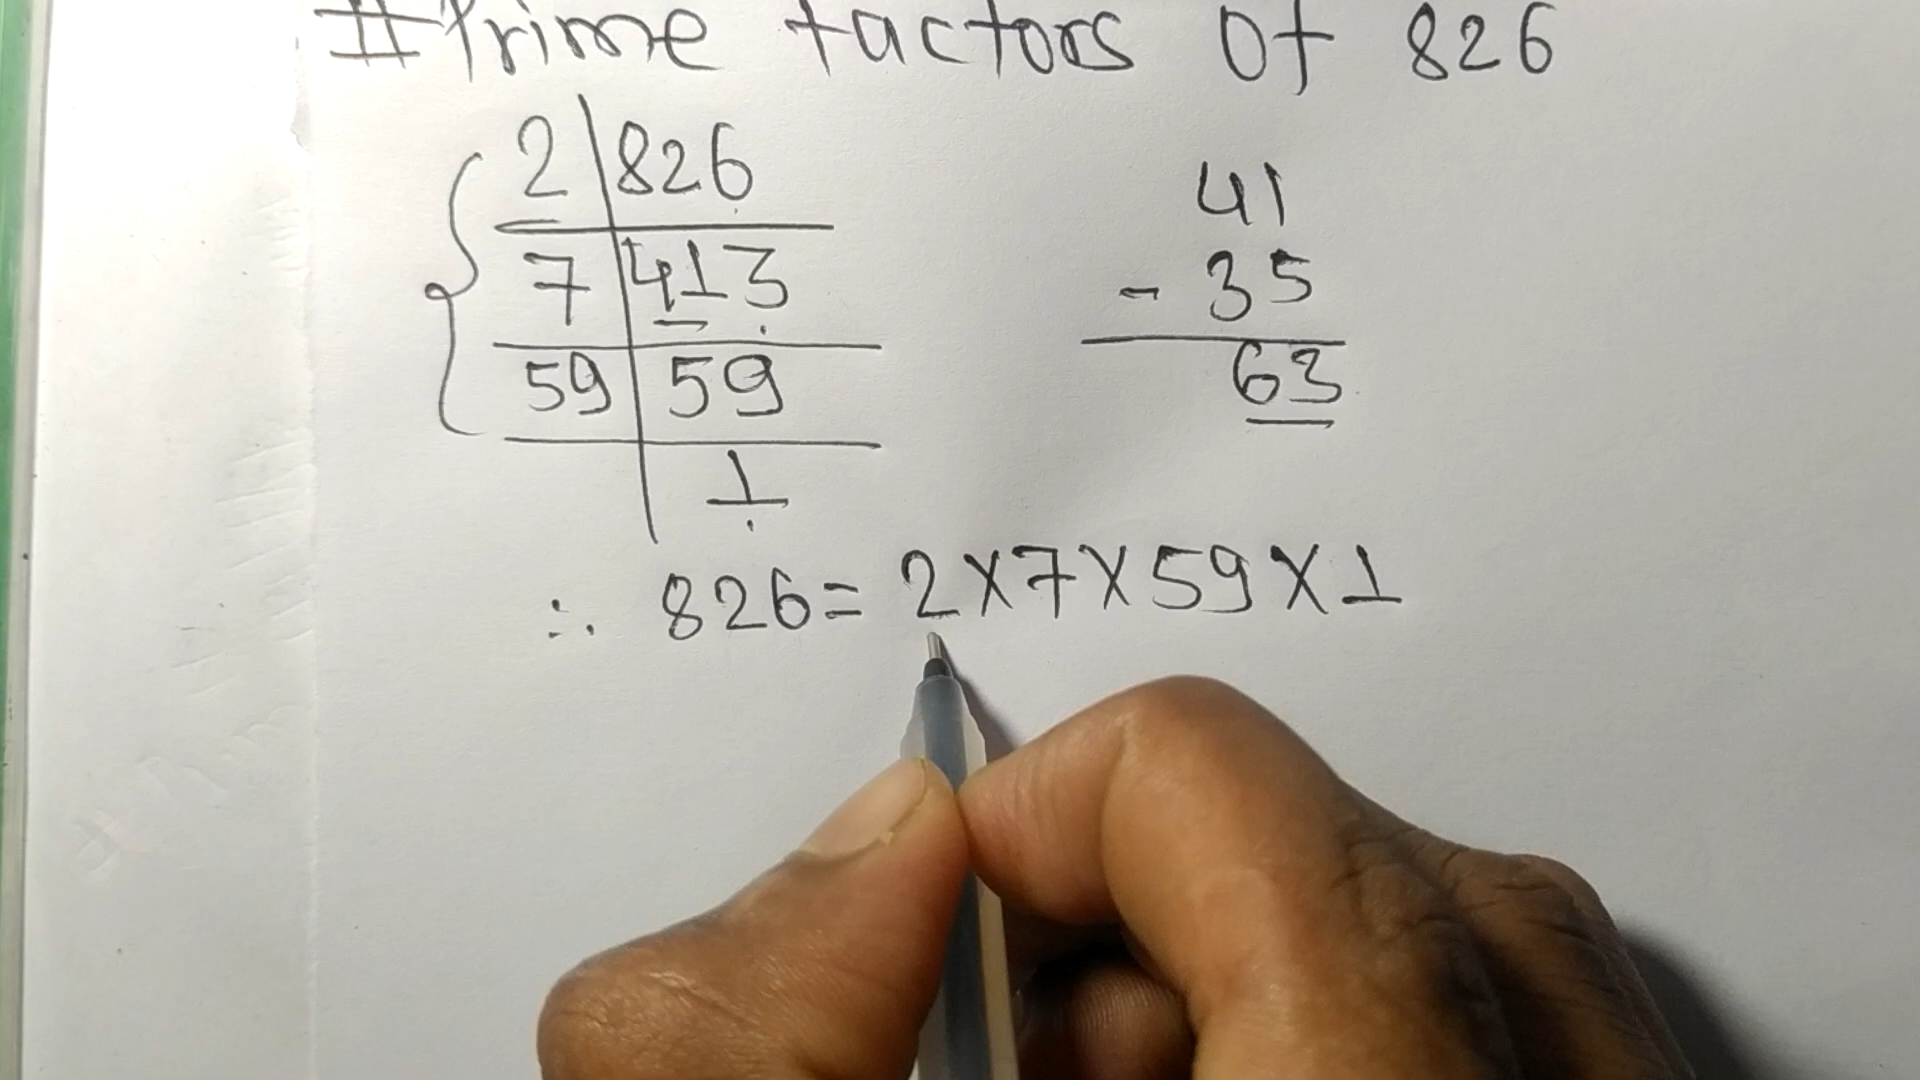 #Prime factors of 826
2 | 826
7 | 413
59 | 59
1
41
- 35
63
∴ 826 = 2 × 7 × 59 × 1